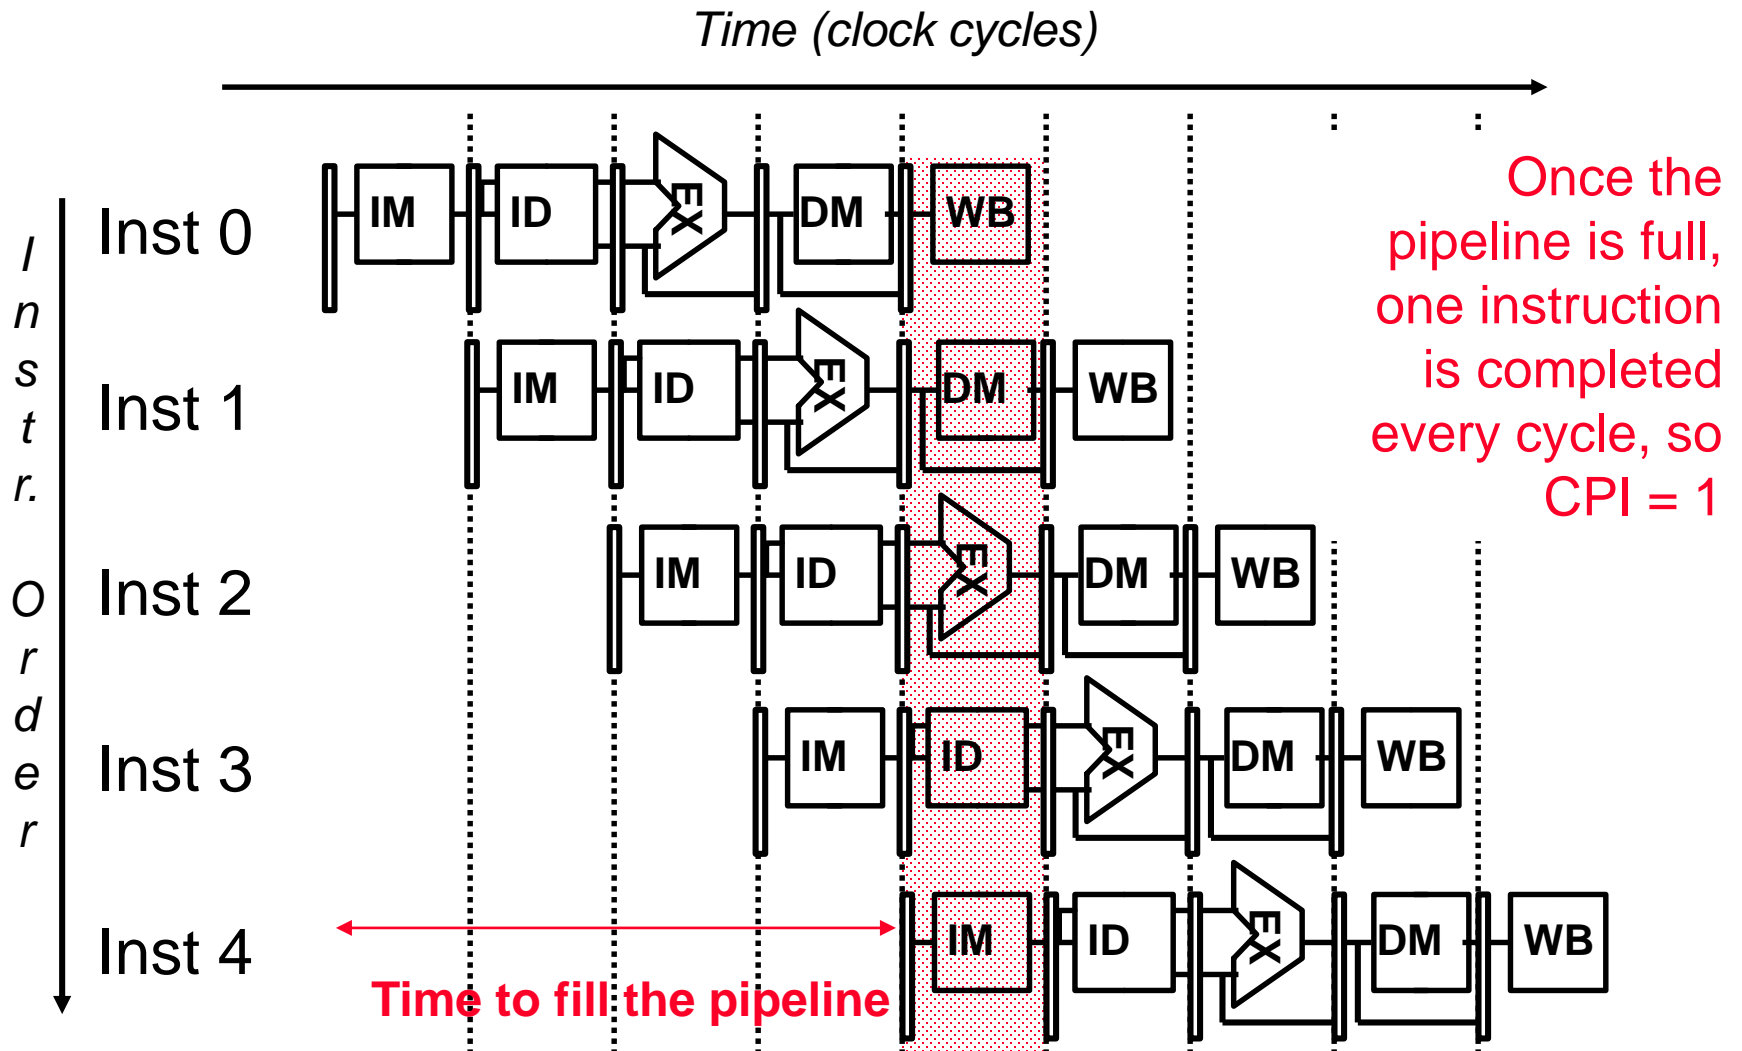 Time (clock cycles)
Instr. Order
Inst 0
IM ID EX DM WB
Inst 1
IM ID EX DM WB
Inst 2
IM ID EX DM WB
Inst 3
IM ID EX DM WB
Inst 4
IM ID EX DM WB
Time to fill the pipeline
Once the
pipeline is full,
one instruction
is completed
every cycle, so
CPI = 1